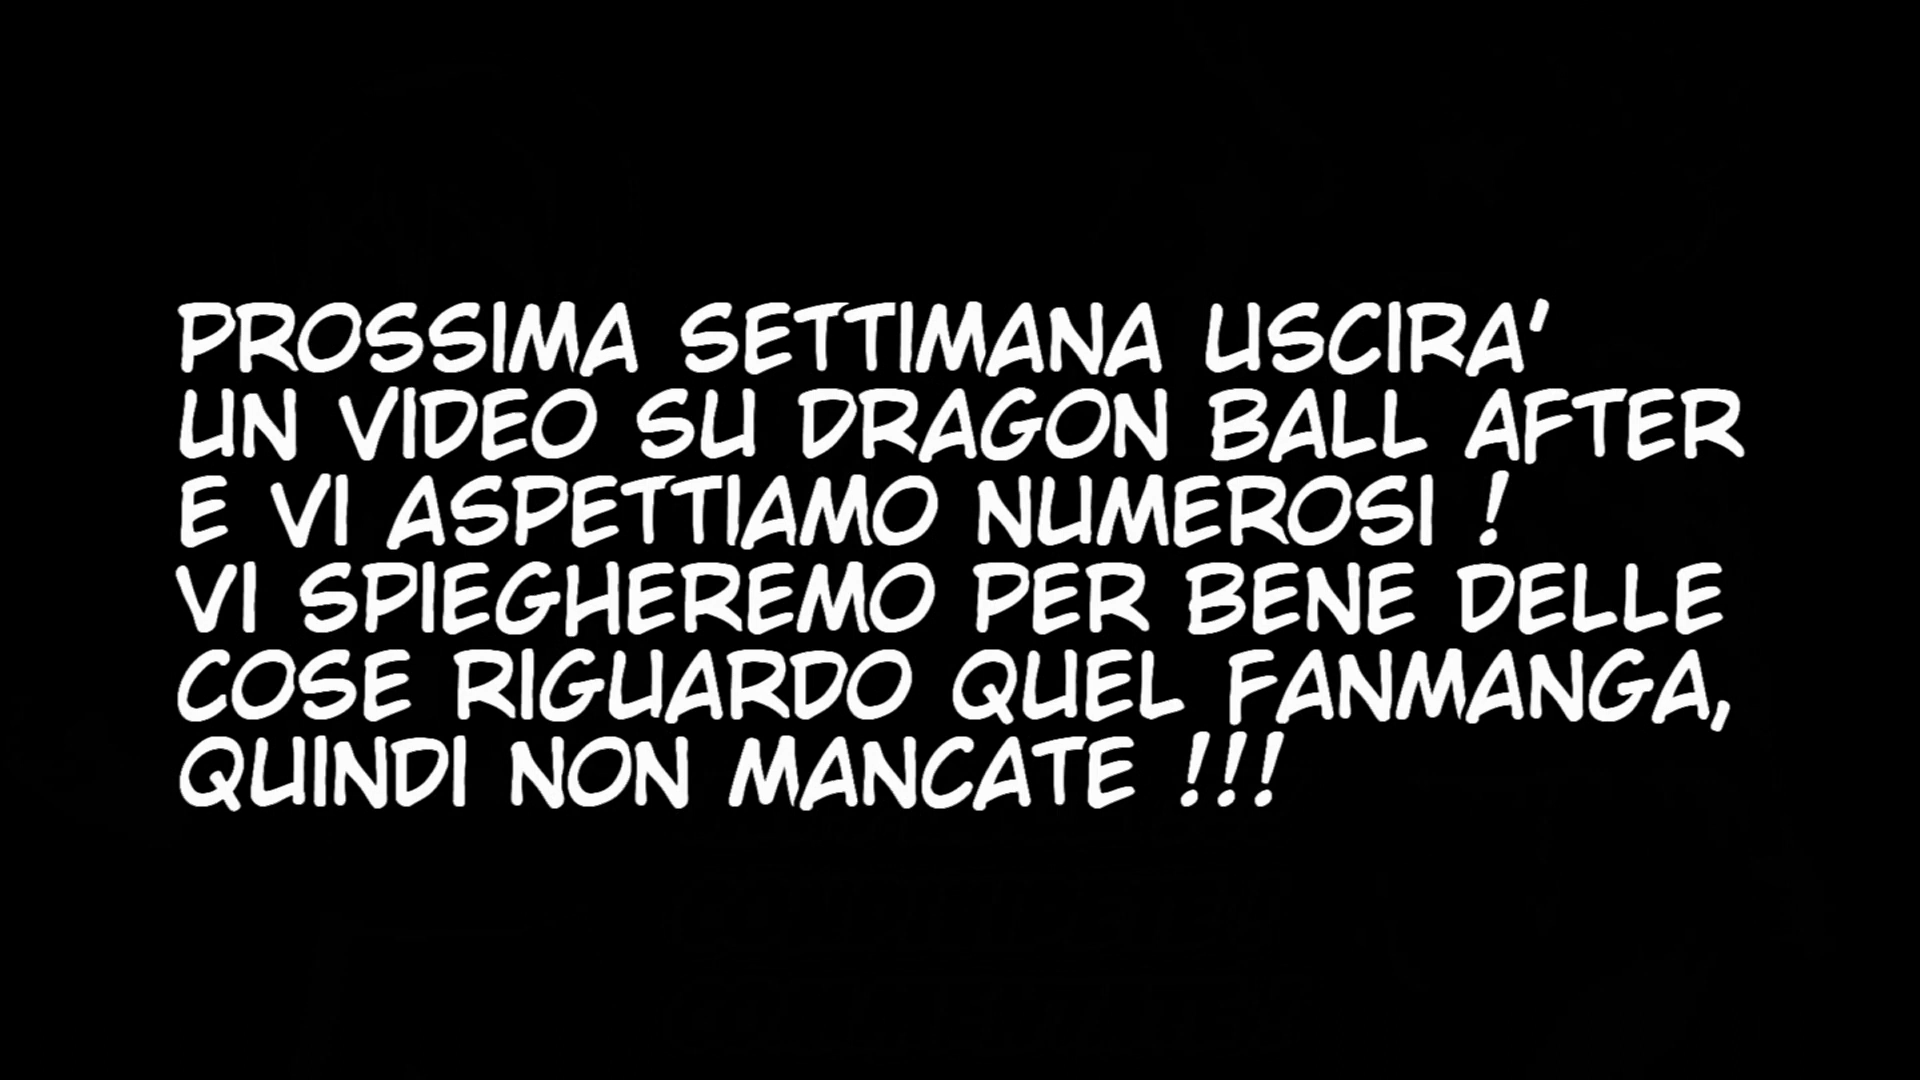 PROSSIMA SETTIMANA USCIRA'
UN VIDEO SU DRAGON BALL AFTER
E VI ASPETTIAMO NUMEROSI !
VI SPIEGHEREMO PER BENE DELLE
COSE RIGUARDO QUEL FANMANGA,
QUINDI NON MANCATE !!!